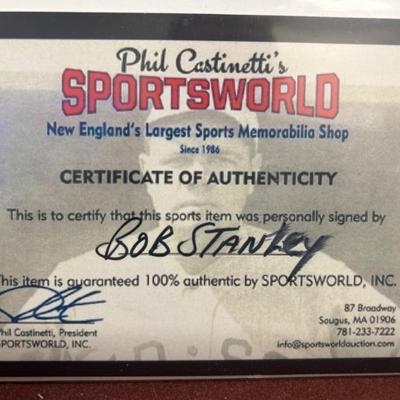 Phil Castinetti's
SPORTSWORLD
New England's Largest Sports Memorabilia Shop
Since 1986
CERTIFICATE OF AUTHENTICITY
This is to certify that this sports item was personally signed by
BOB STANLEY
This item is guaranteed 100% authentic by SPORTSWORLD, INC.
Phil Castinetti, President
SPORTSWORLD, INC.
87 Broadway
Saugus, MA 01906
781-233-7222
info@sportsworldauction.com